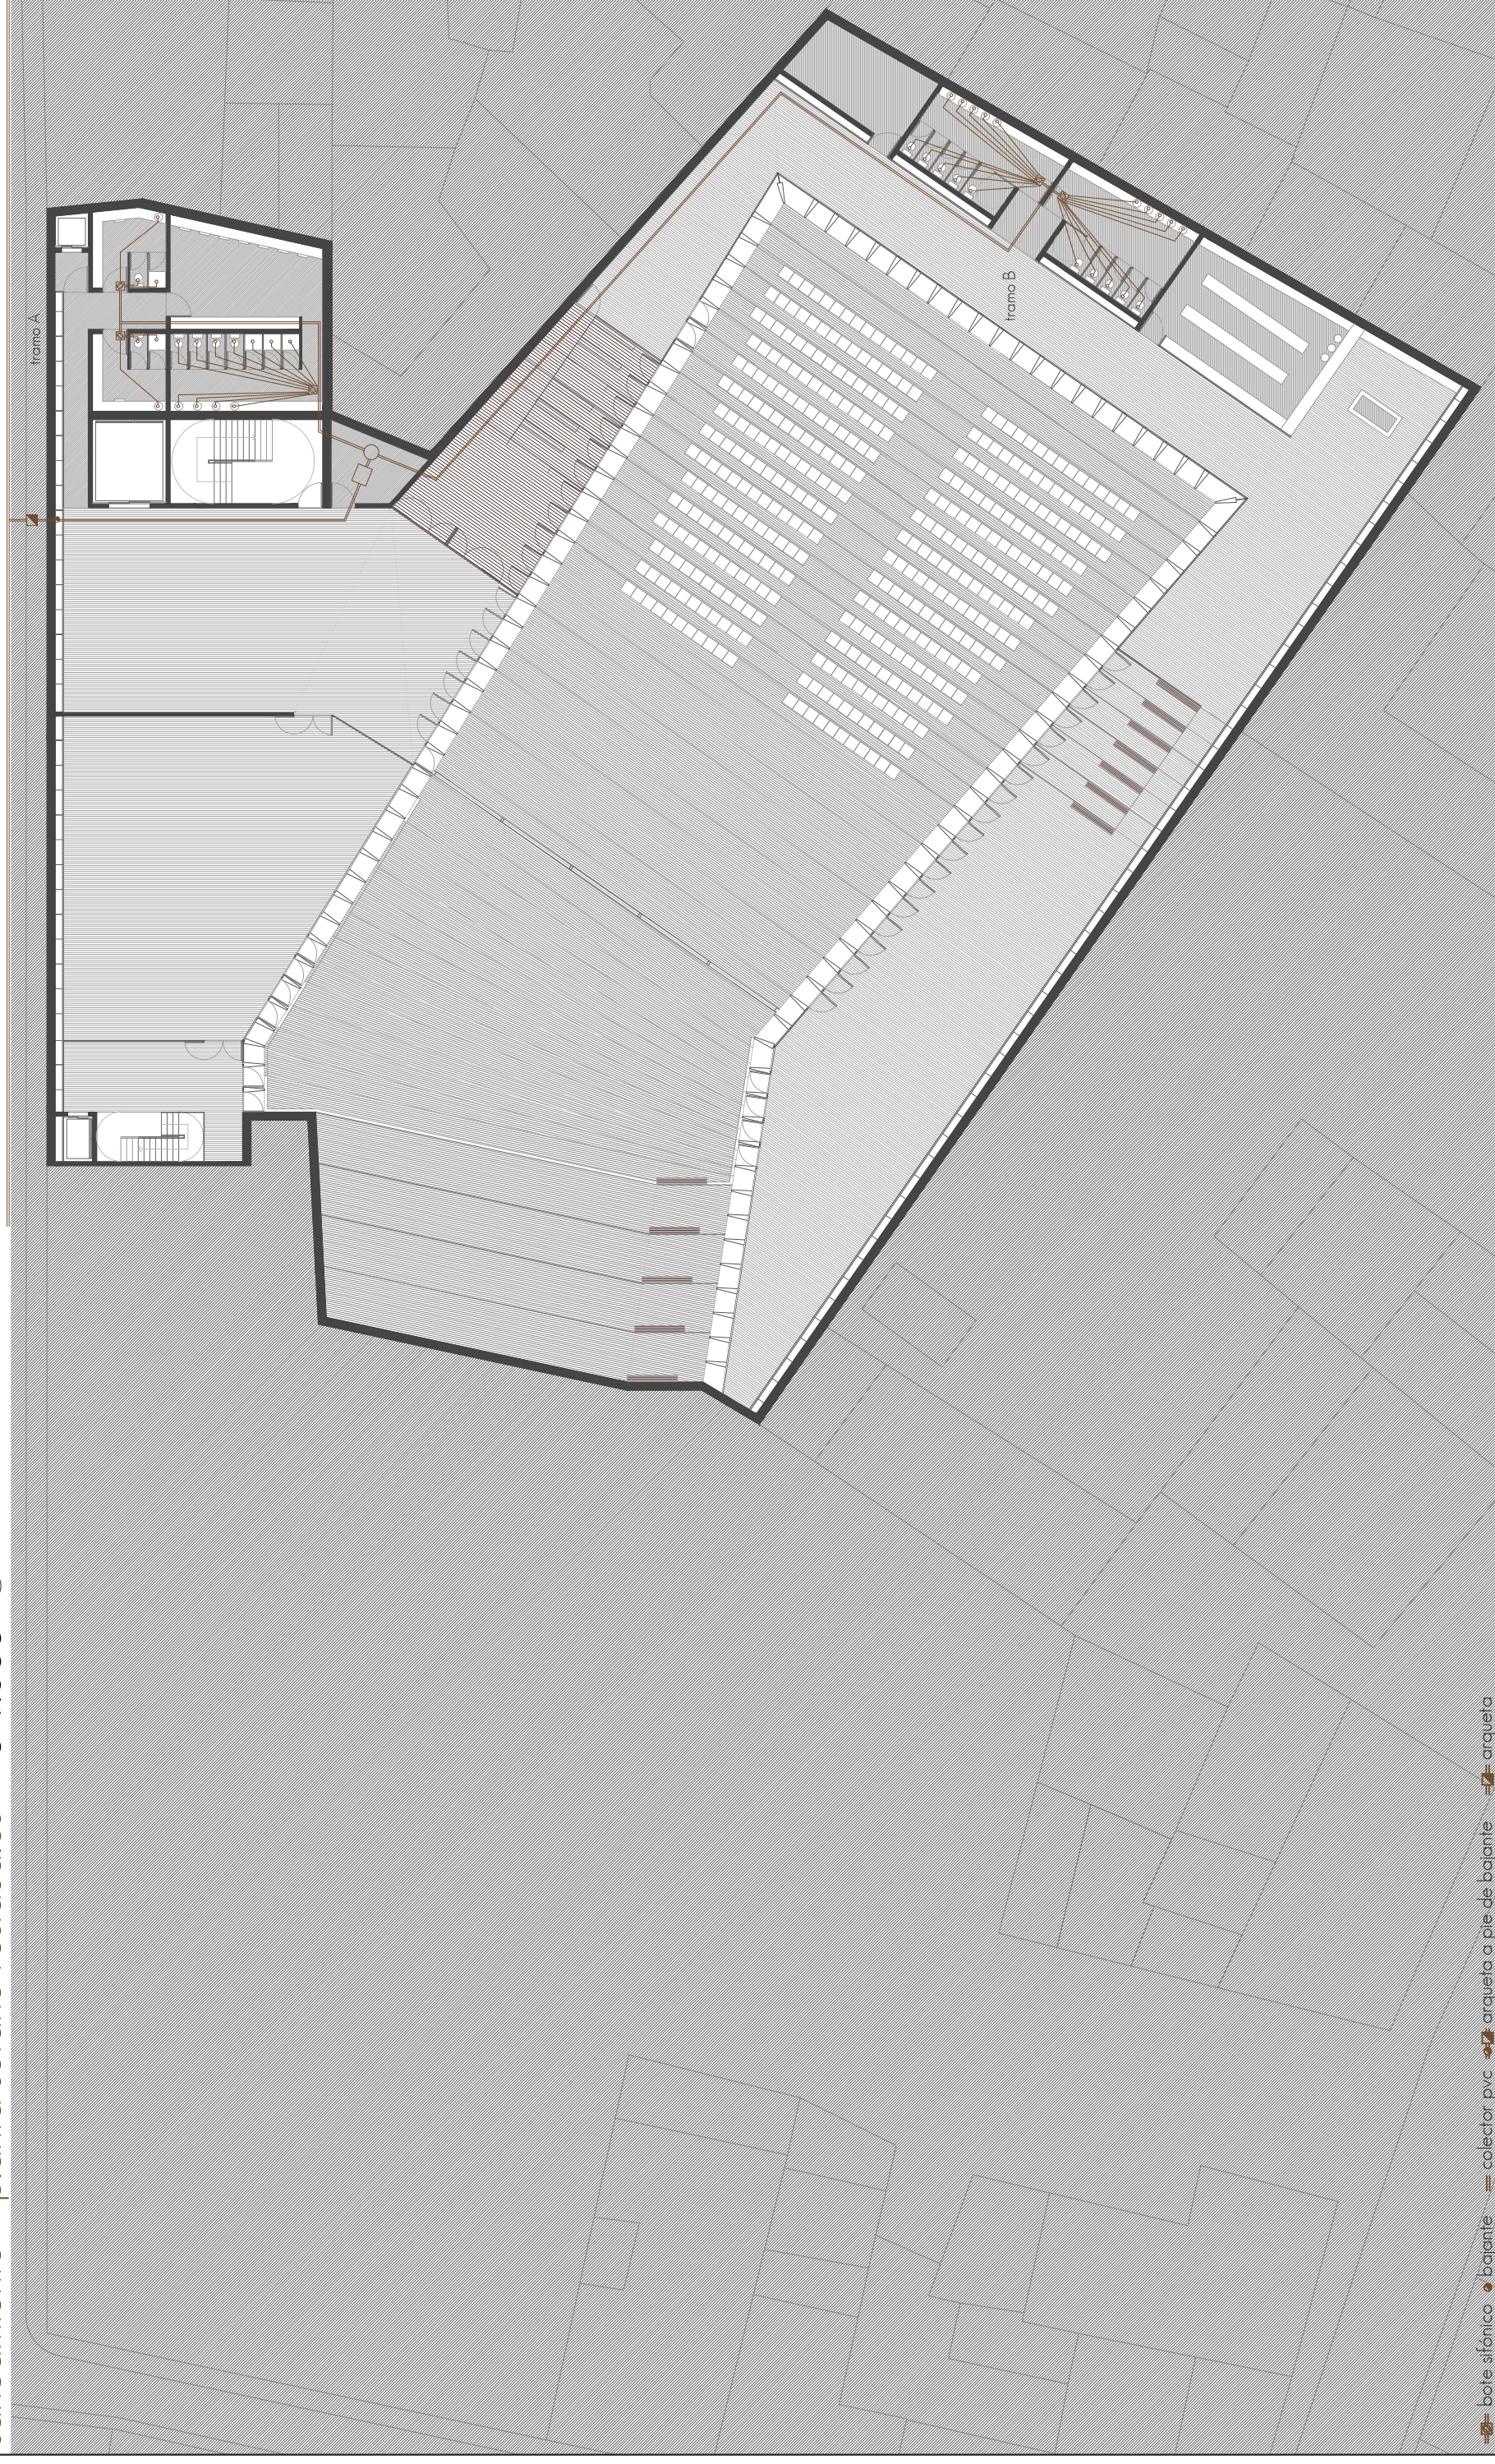 tramo A
tramo B
bote sifónico bajante colector pvc arqueta a pie de bajante arqueta